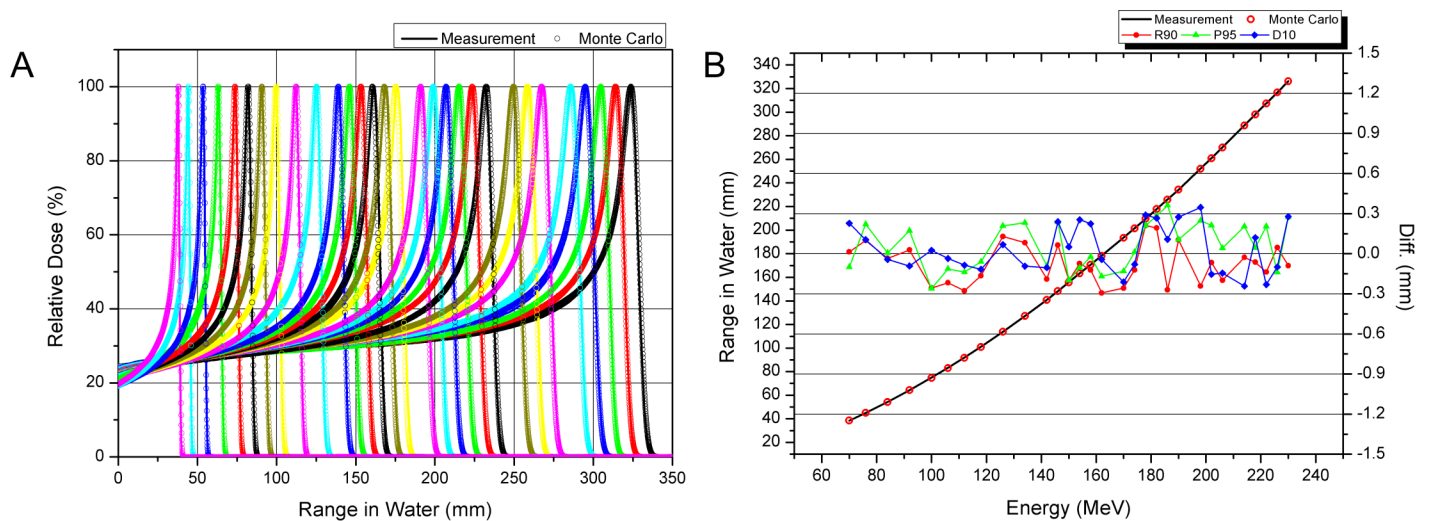 A
Measurement Monte Carlo
Relative Dose (%)
100
80
60
40
20
0
0 50 100 150 200 250 300 350
Range in Water (mm)
B
Measurement Monte Carlo
R90 P95 D10
Range in Water (mm)
340
320
300
280
260
240
220
200
180
160
140
120
100
80
60
40
20
60 80 100 120 140 160 180 200 220 240
Energy (MeV)
1.5
1.2
0.9
0.6
0.3
0.0
-0.3
-0.6
-0.9
-1.2
-1.5
Diff. (mm)